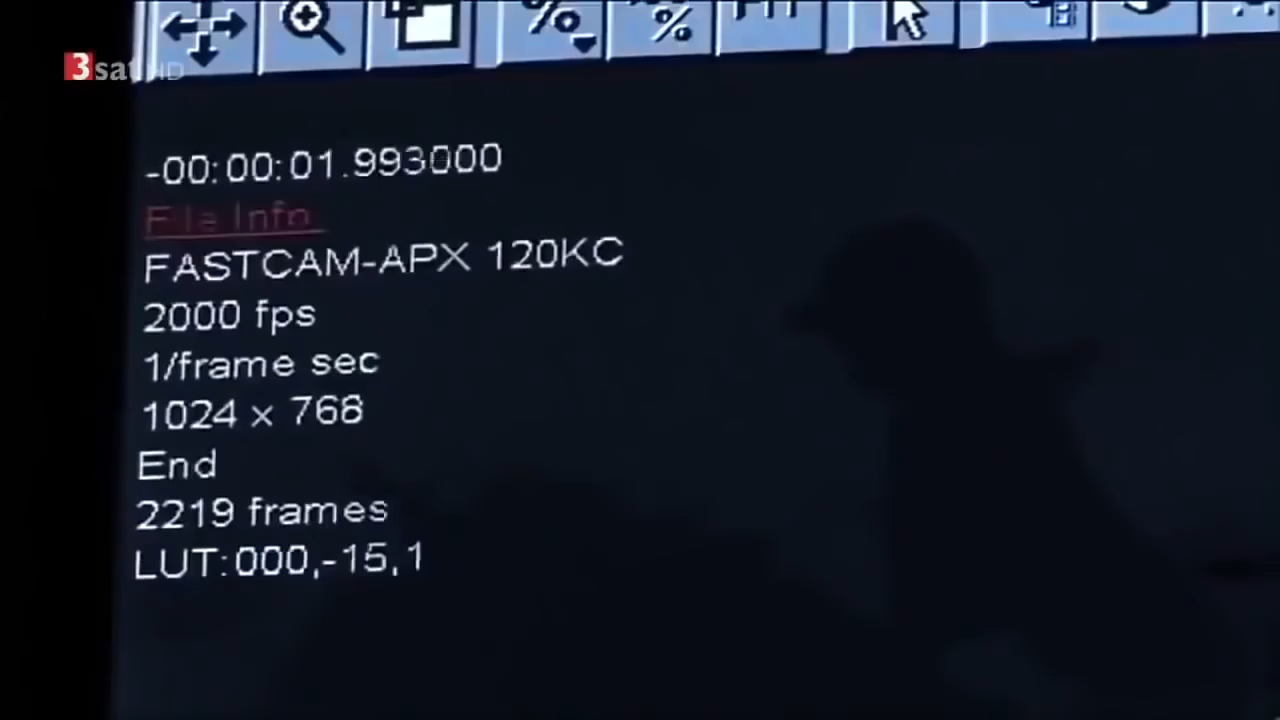 3sat HD
-00:00:01.993000
File Info
FASTCAM-APX 120KC
2000 fps
1/frame sec
1024 x 768
End
2219 frames
LUT:000,-15,1